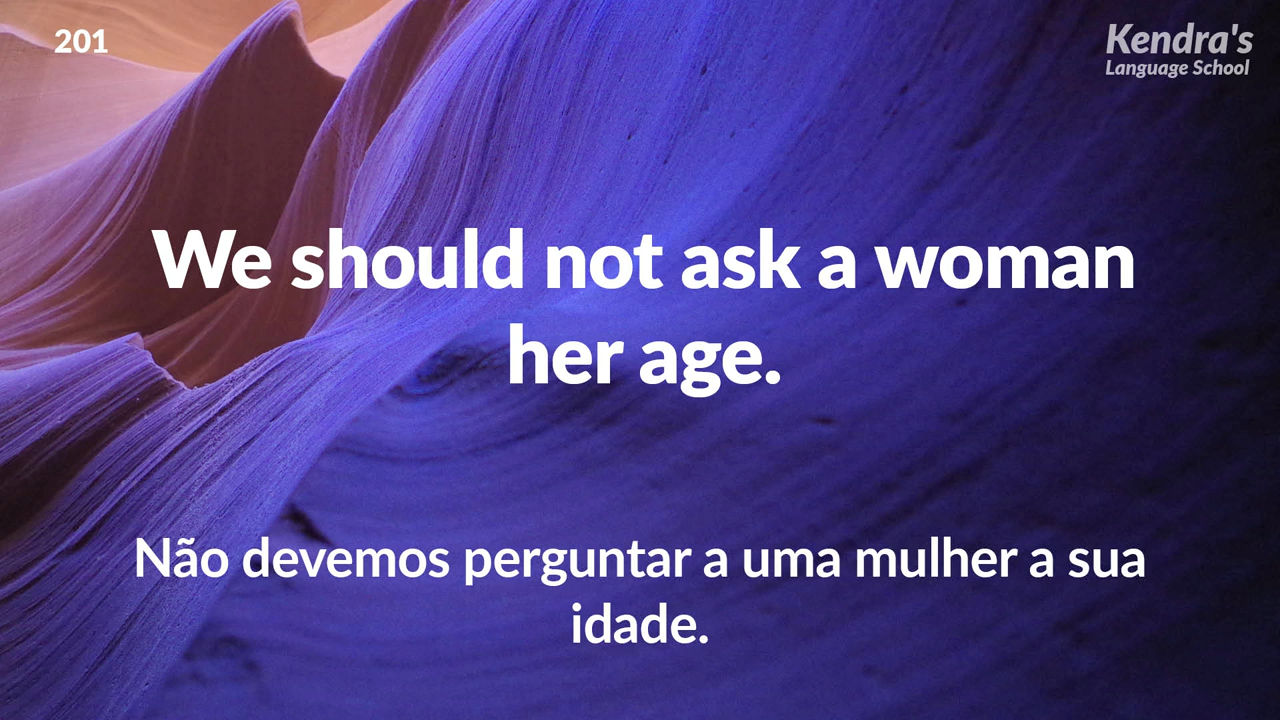 201
Kendra's
Language School
We should not ask a woman
her age.
Não devemos perguntar a uma mulher a sua
idade.